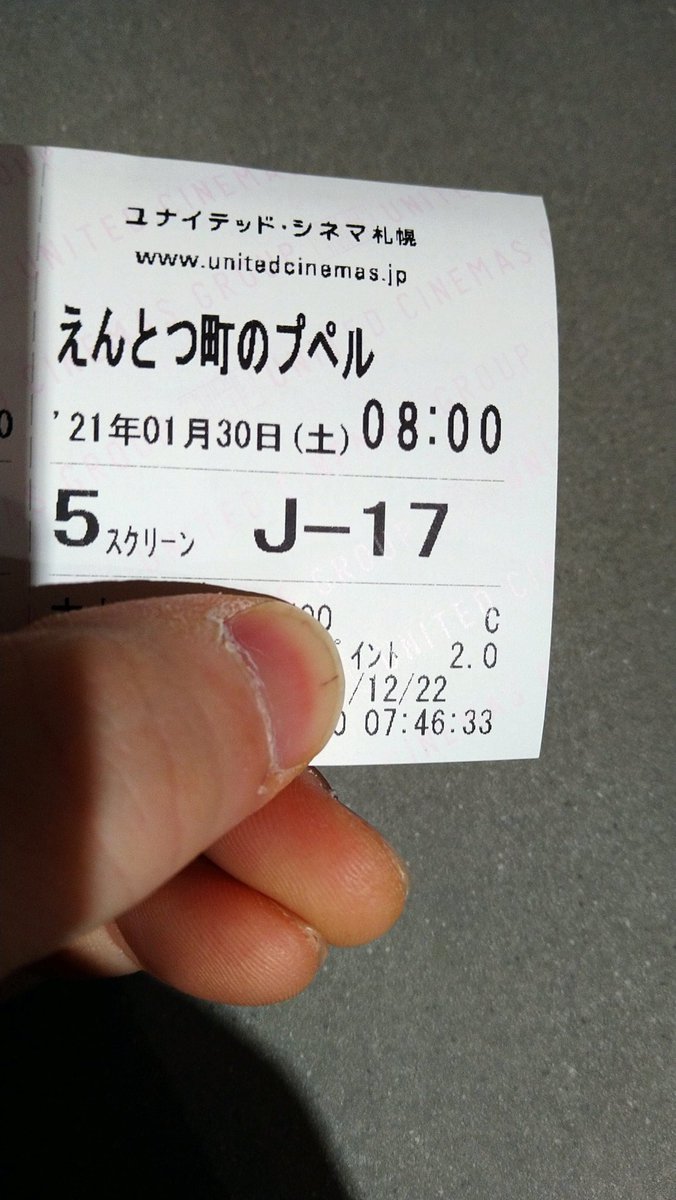 ユナイテッド・シネマ札幌
www.unitedcinemas.jp
えんとつ町のプペル
'21年01月30日(土) 08:00
5スクリーン J-17
00 C
イント 2.0
/12/22
07:46:33